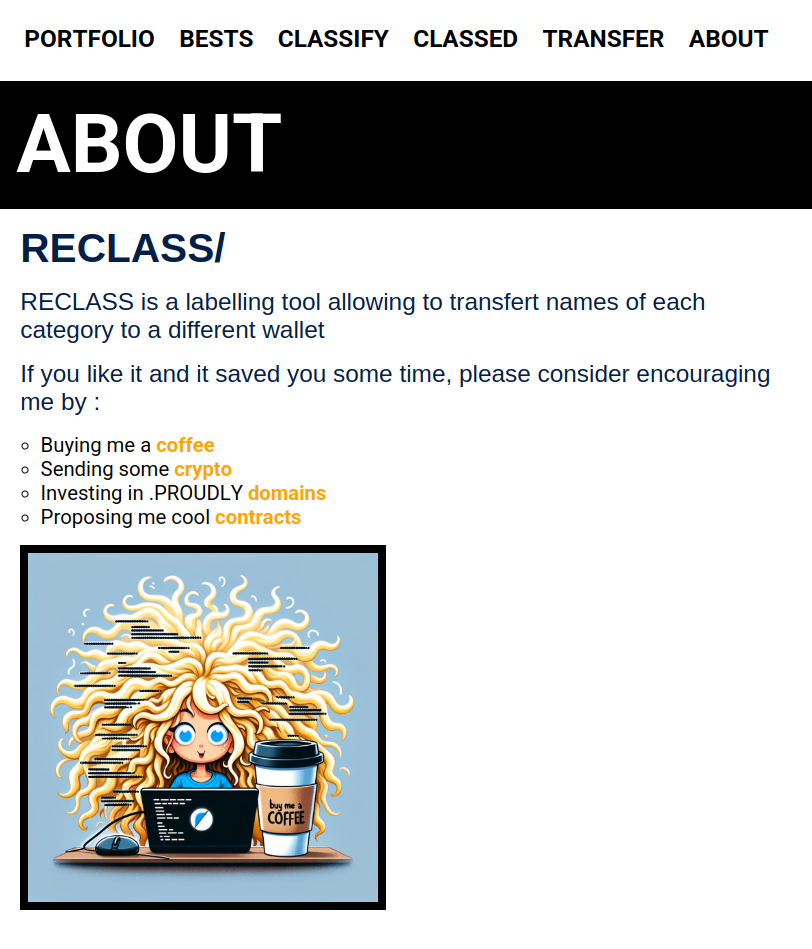 PORTFOLIO BESTS CLASSIFY CLASSED TRANSFER ABOUT
ABOUT
RECLASS/
RECLASS is a labelling tool allowing to transfert names of each
category to a different wallet
If you like it and it saved you some time, please consider encouraging
me by :
Buying me a coffee
Sending some crypto
Investing in .PROUDLY domains
Proposing me cool contracts
buy me a
COFFEE